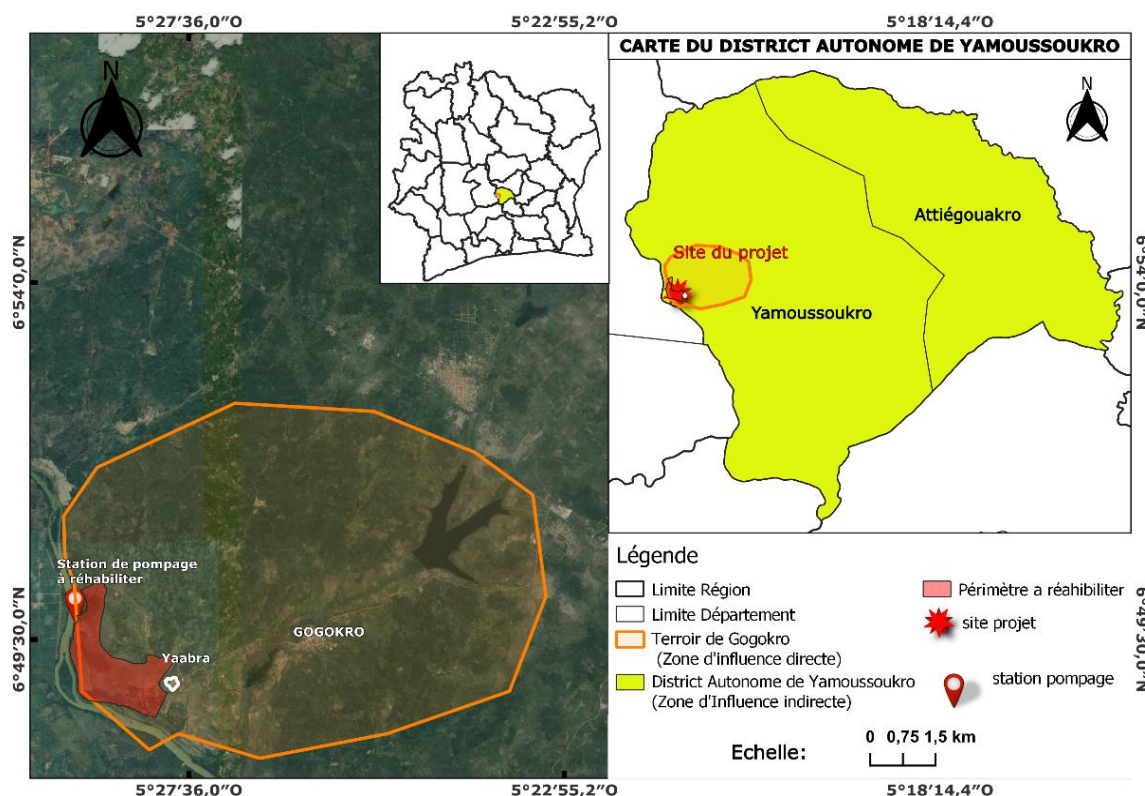 5°27'36,0"O
5°22'55,2"O
5°18'14,4"O
N
CARTE DU DISTRICT AUTONOME DE YAMOUSSOUKRO
N
Attiégouakro
Site du projet
Yamoussoukro
6°54'0,0"N
6°54'0,0"N
Station de pompage
à réhabiliter
GOGOKRO
Yaabra
6°49'30,0"N
6°49'30,0"N
Légende
Limite Région
Limite Département
Terroir de Gogokro
(Zone d'influence directe)
District Autonome de Yamoussoukro
(Zone d'Influence indirecte)
Périmètre a réahibiliter
site projet
station pompage
Echelle:
0 0,75 1,5 km
5°27'36,0"O
5°22'55,2"O
5°18'14,4"O